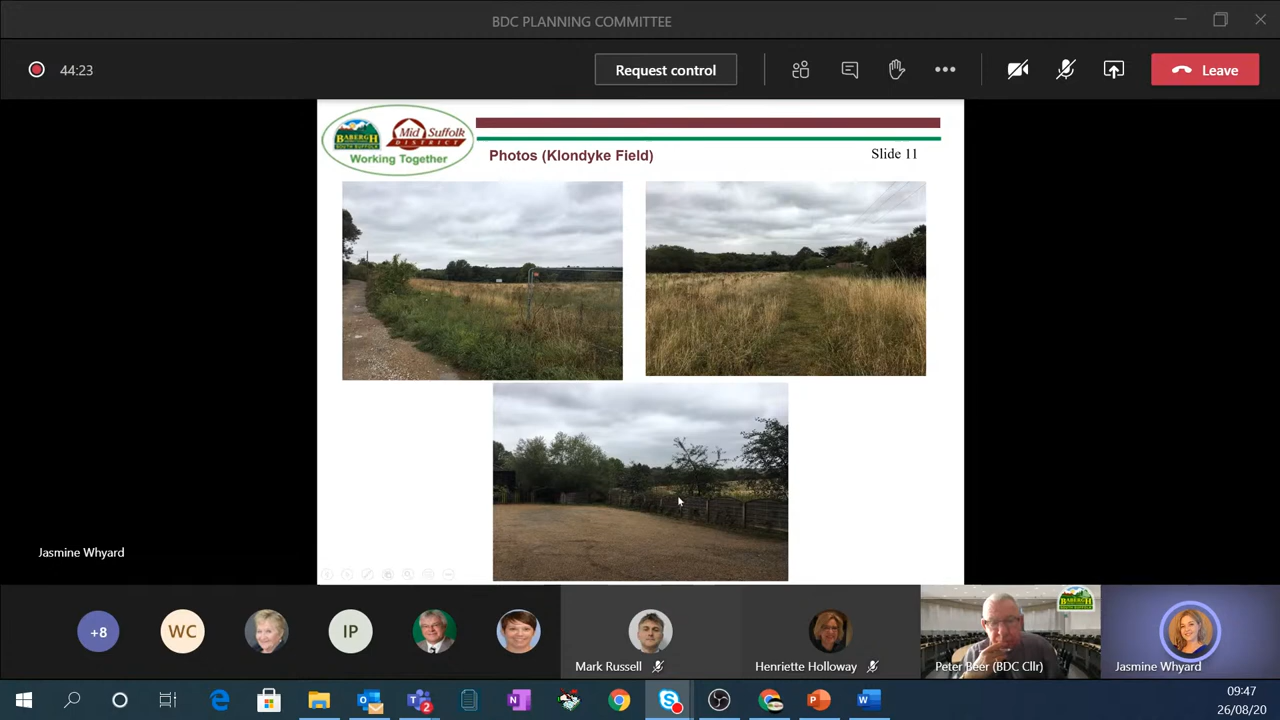 BDC PLANNING COMMITTEE
44:23
Request control
Leave
BABERGH
SOUTH SUFFOLK
Mid Suffolk
DISTRICT
Working Together
Photos (Klondyke Field)
Slide 11
Jasmine Whyard
+8
WC
IP
Mark Russell
Henriette Holloway
BABERGH
Peter Beer (BDC Cllr)
Jasmine Whyard
2
09:47
26/08/20